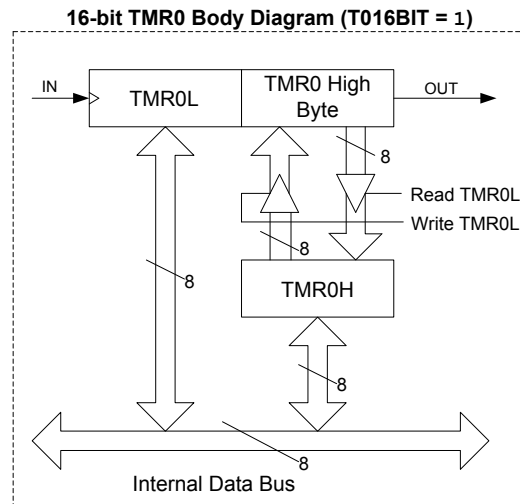 16-bit TMR0 Body Diagram (T016BIT = 1)
IN
TMR0L
TMR0 High
Byte
OUT
8
Read TMR0L
Write TMR0L
8
8
TMR0H
8
8
Internal Data Bus